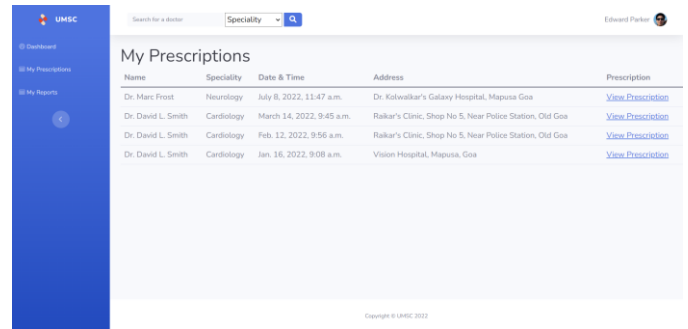 UMSC
Search for a doctor Speciality
Edward Parker
Dashboard
My Prescriptions
My Reports
My Prescriptions
Name Speciality Date & Time Address Prescription
Dr. Marc Frost Neurology July 8, 2022, 11:47 a.m. Dr. Kolwalkar's Galaxy Hospital, Mapusa Goa View Prescription
Dr. David L. Smith Cardiology March 14, 2022, 9:45 a.m. Raikar's Clinic, Shop No 5, Near Police Station, Old Goa View Prescription
Dr. David L. Smith Cardiology Feb. 12, 2022, 9:56 a.m. Raikar's Clinic, Shop No 5, Near Police Station, Old Goa View Prescription
Dr. David L. Smith Cardiology Jan. 16, 2022, 9:08 a.m. Vision Hospital, Mapusa, Goa View Prescription
Copyright © UMSC 2022